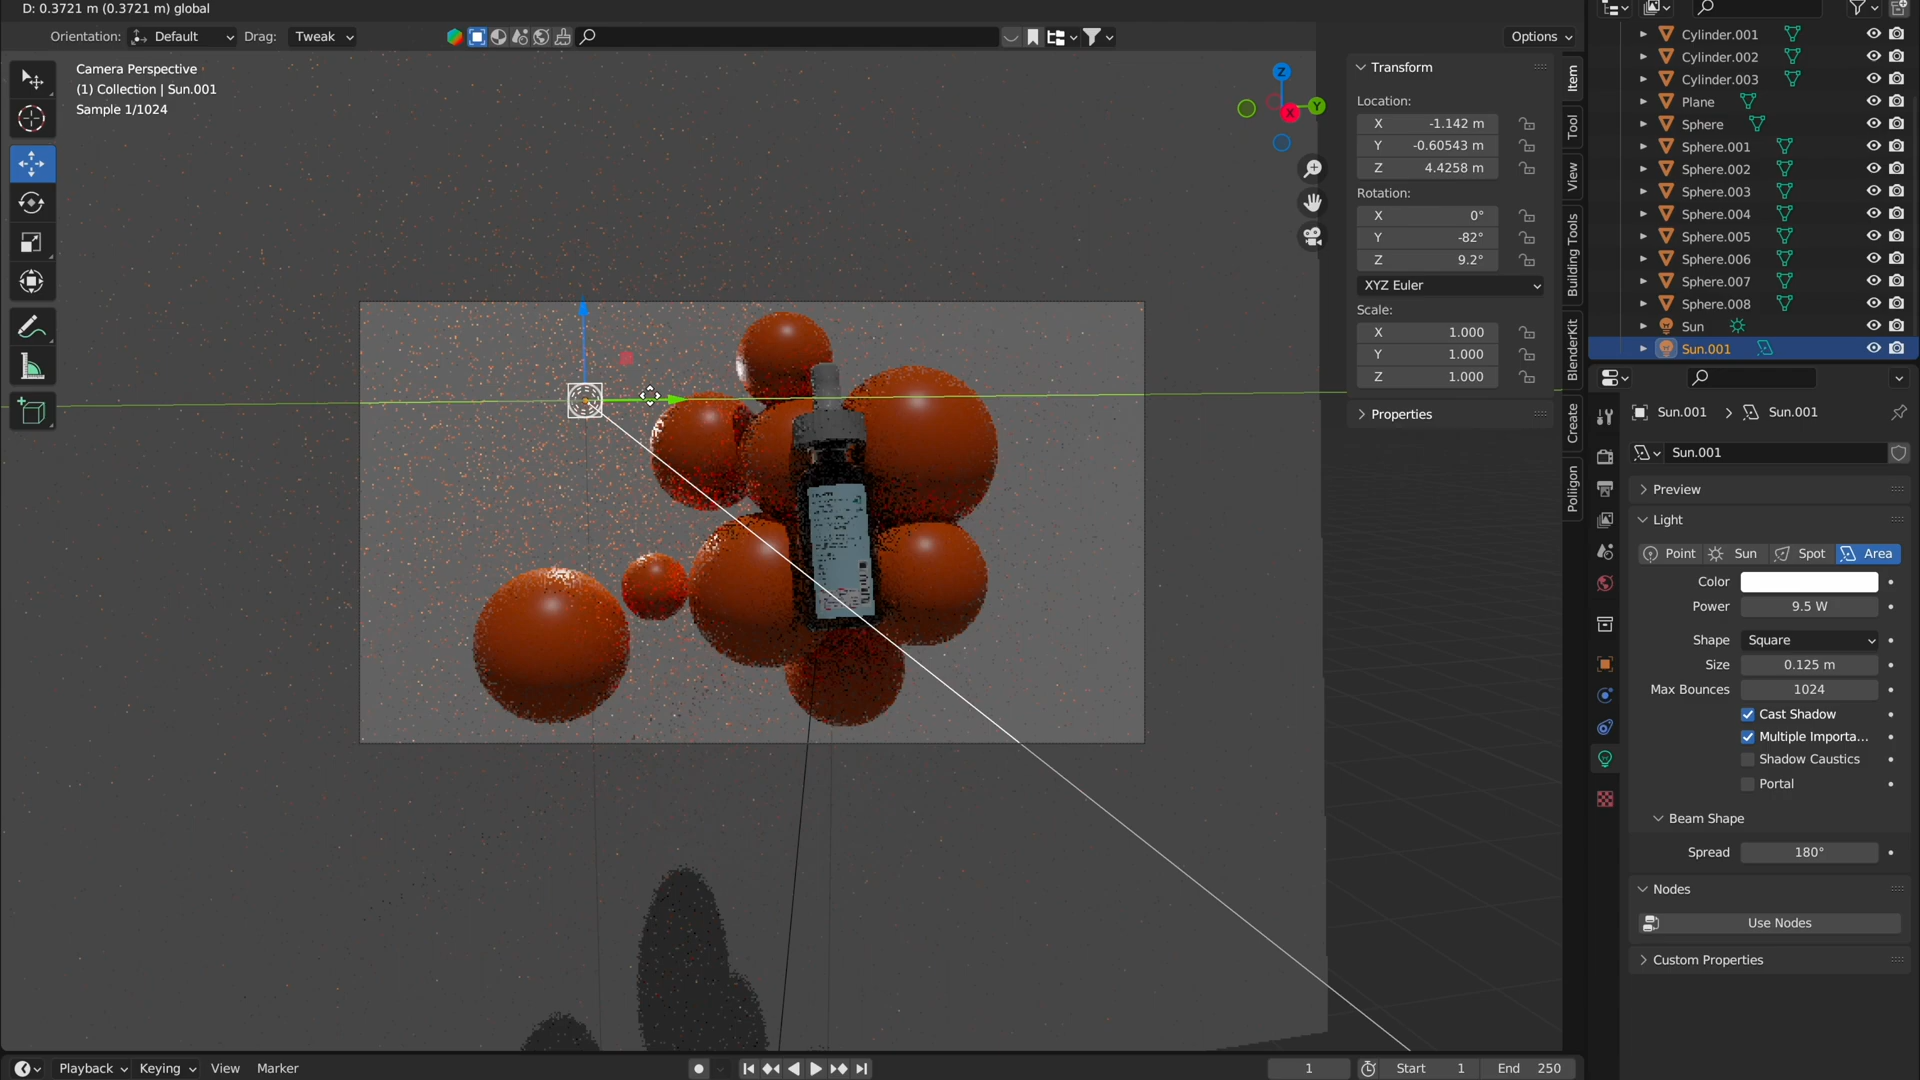 D: 0.3721 m (0.3721 m) global
Orientation: Default Drag: Tweak
Options
Camera Perspective
(1) Collection | Sun.001
Sample 1/1024
Z
Y
X
Transform
Location:
X -1.142 m
Y -0.60543 m
Z 4.4258 m
Rotation:
X 0°
Y -82°
Z 9.2°
XYZ Euler
Scale:
X 1.000
Y 1.000
Z 1.000
Properties
Item
Tool
View
Building Tools
BlenderKit
Create
Poliigon
Cylinder.001
Cylinder.002
Cylinder.003
Plane
Sphere
Sphere.001
Sphere.002
Sphere.003
Sphere.004
Sphere.005
Sphere.006
Sphere.007
Sphere.008
Sun
Sun.001
Sun.001 > Sun.001
Sun.001
Preview
Light
Point Sun Spot Area
Color
Power 9.5 W
Shape Square
Size 0.125 m
Max Bounces 1024
Cast Shadow
Multiple Importa...
Shadow Caustics
Portal
Beam Shape
Spread 180°
Nodes
Use Nodes
Custom Properties
Playback Keying View Marker
1 Start 1 End 250